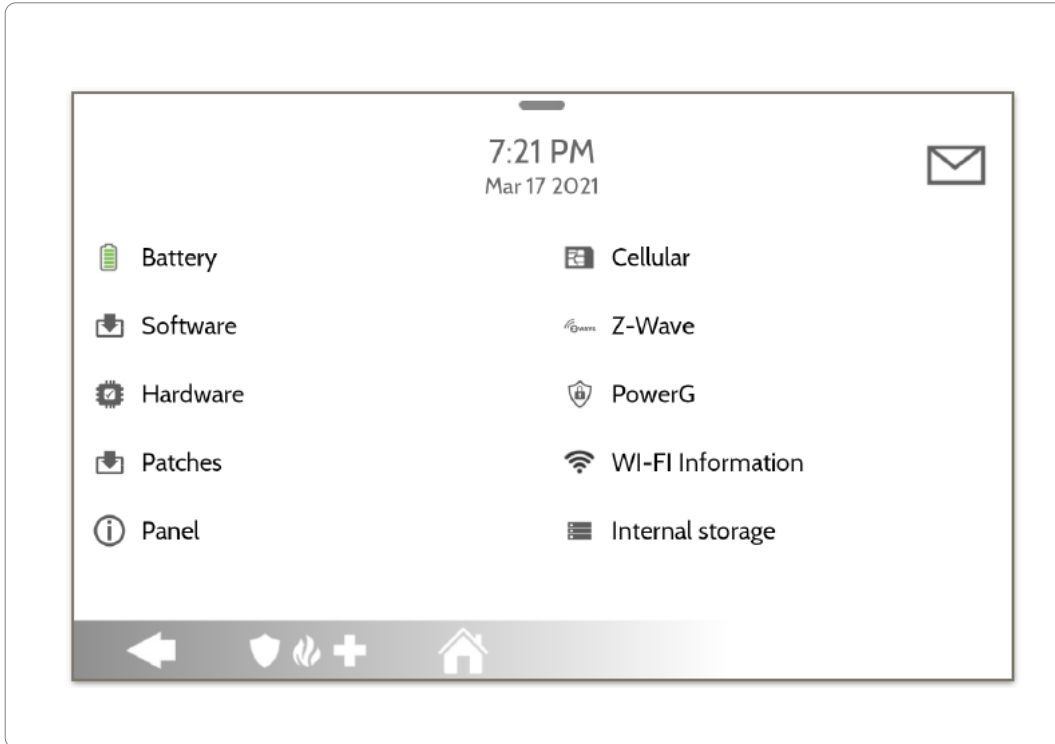 7:21 PM
Mar 17 2021
Battery
Software
Hardware
Patches
Panel
Cellular
Z-Wave
PowerG
WI-FI Information
Internal storage